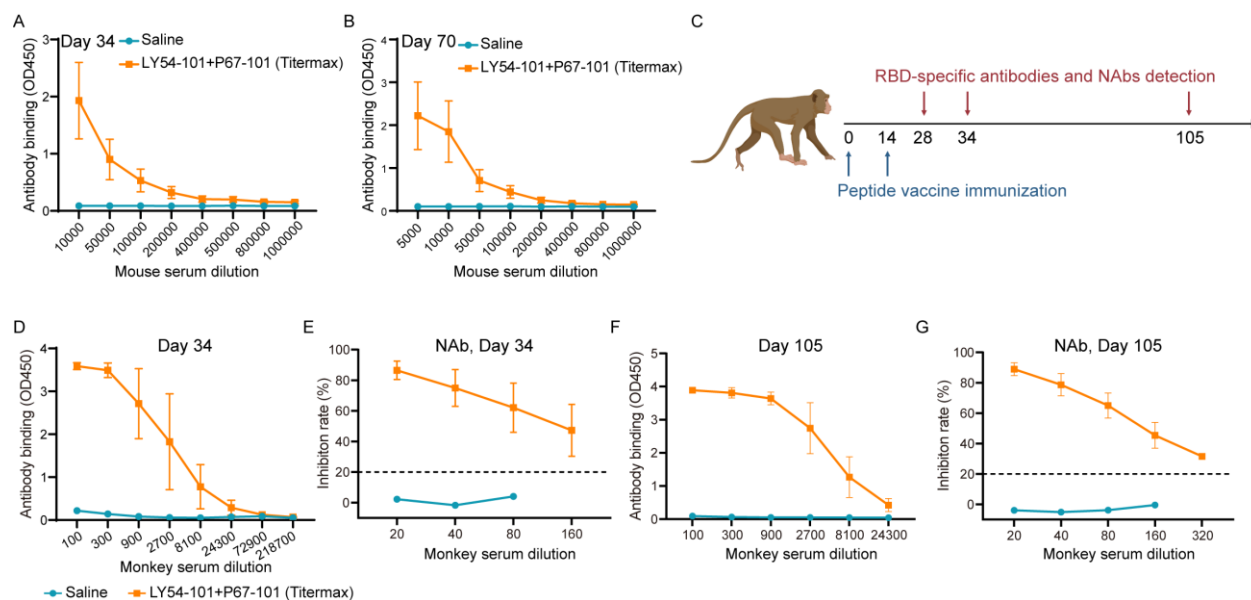 A
Day 34
Saline
LY54-101+P67-101 (Titermax)
Antibody binding (OD450)
3
2
1
0
10000
50000
100000
200000
400000
500000
800000
1000000
Mouse serum dilution
B
Day 70
Saline
LY54-101+P67-101 (Titermax)
Antibody binding (OD450)
4
3
2
1
0
5000
10000
50000
100000
200000
400000
800000
1000000
Mouse serum dilution
C
RBD-specific antibodies and NAbs detection
0 14 28 34 105
Peptide vaccine immunization
D
Day 34
Antibody binding (OD450)
4
3
2
1
0
100
300
900
2700
8100
24300
72900
218700
Monkey serum dilution
E
NAb, Day 34
Inhibiton rate (%)
100
80
60
40
20
0
20 40 80 160
Monkey serum dilution
F
Day 105
Antibody binding (OD450)
5
4
3
2
1
0
100 300 900 2700 8100 24300
Monkey serum dilution
G
NAb, Day 105
Inhibiton rate (%)
100
80
60
40
20
0
20 40 80 160 320
Monkey serum dilution
Saline LY54-101+P67-101 (Titermax)